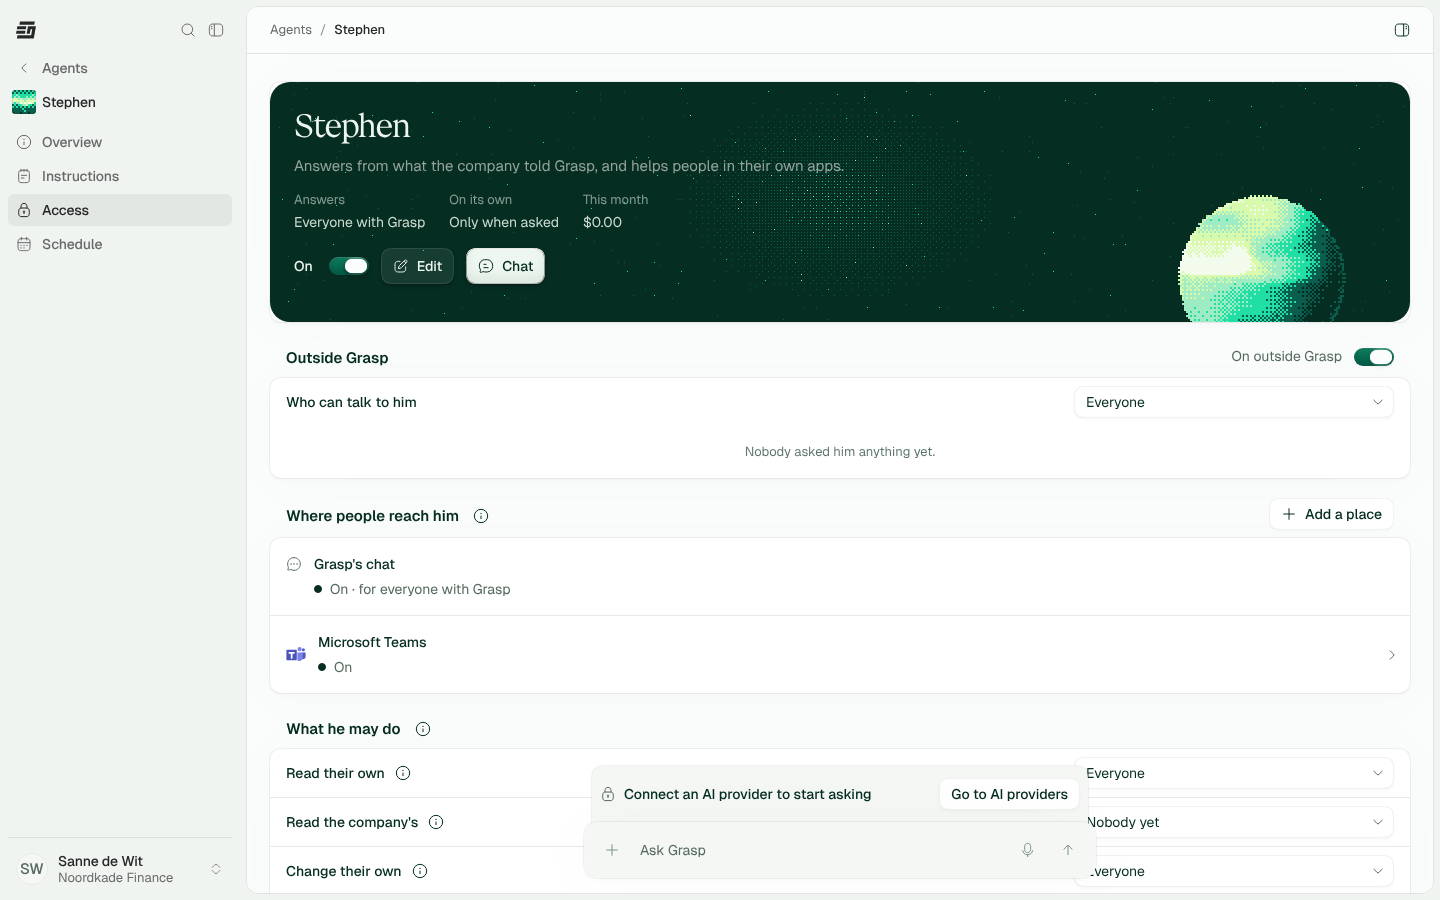 Agents / Stephen
Agents
Stephen
Overview
Instructions
Access
Schedule
Stephen
Answers from what the company told Grasp, and helps people in their own apps.
Answers On its own This month
Everyone with Grasp Only when asked $0.00
On Edit Chat
Outside Grasp On outside Grasp
Who can talk to him Everyone
Nobody asked him anything yet.
Where people reach him Add a place
Grasp's chat
On · for everyone with Grasp
Microsoft Teams
On
What he may do
Read their own Everyone
Connect an AI provider to start asking Go to AI providers
Read the company's Nobody yet
Ask Grasp
Change their own Everyone
SW
Sanne de Wit
Noordkade Finance